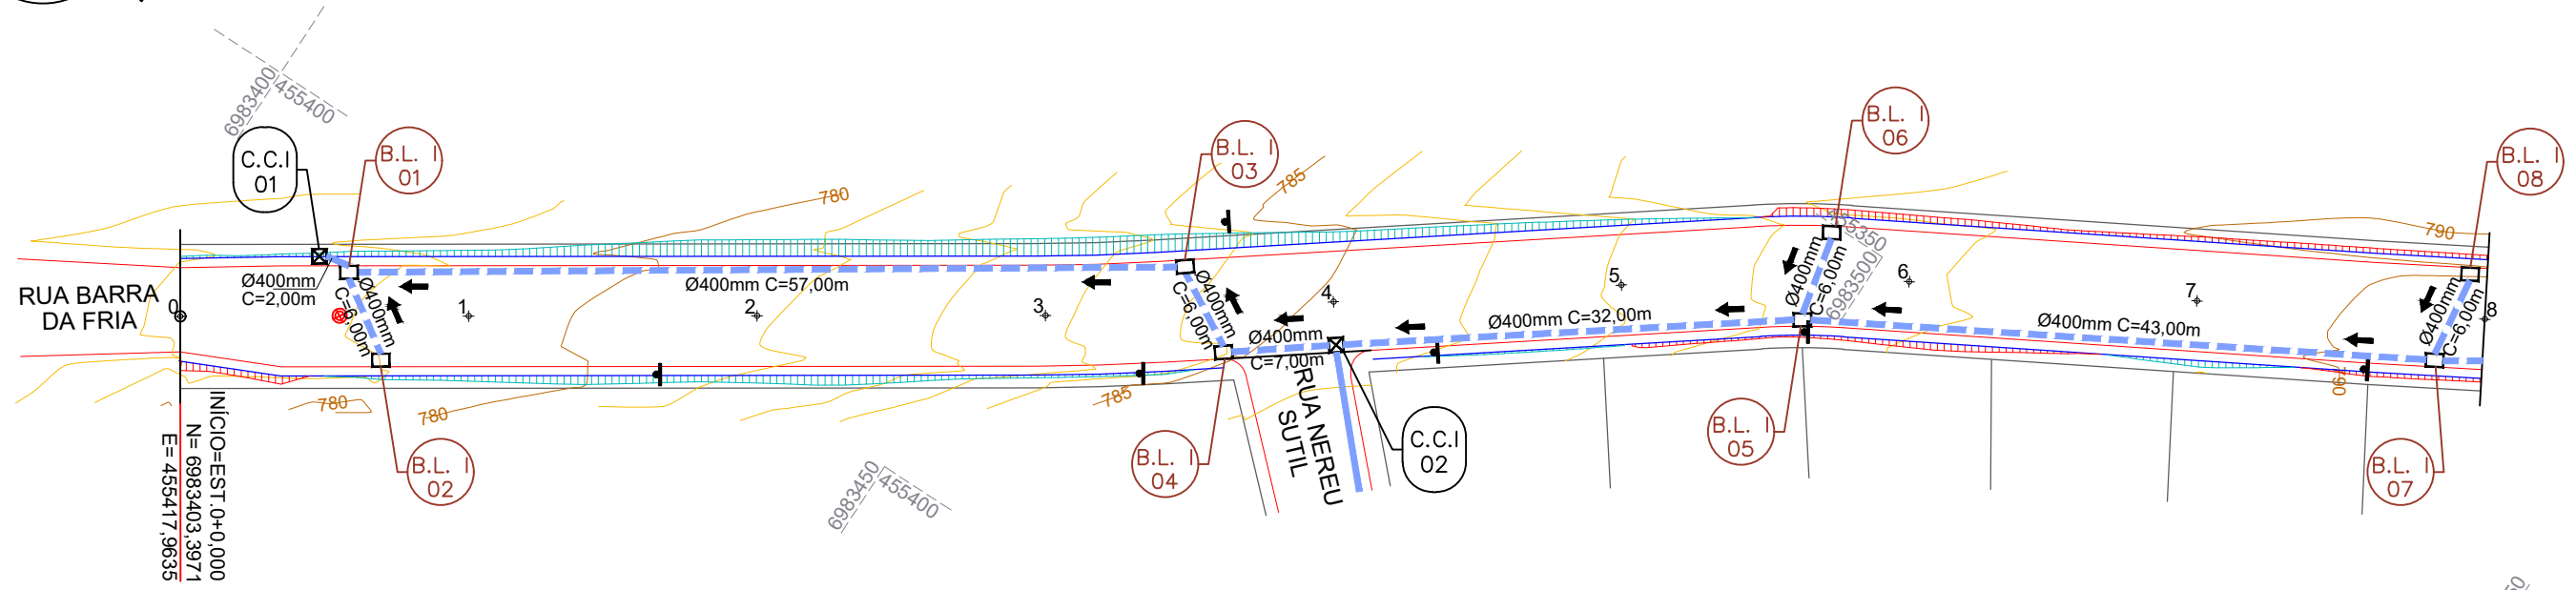 6983400
455400
C.C.I
01
B.L. I
01
780
B.L. I
03
785
B.L. I
06
B.L. I
08
790
455350
6983500
RUA BARRA
DA FRIA
0
1
2
3
4
5
6
7
8
Ø400mm
C=2,00m
Ø400mm
C=6,00m
Ø400mm C=57,00m
Ø400mm
C=6,00m
Ø400mm
C=7,00m
Ø400mm C=32,00m
Ø400mm
C=6,00m
Ø400mm C=43,00m
Ø400mm
C=6,00m
780
780
785
790
INÍCIO=EST.0+0,000
N= 6983403,3971
E= 455417,9635
B.L. I
02
6983450
455400
B.L. I
04
RUA NEREU
SUTIL
C.C.I
02
B.L. I
05
B.L. I
07